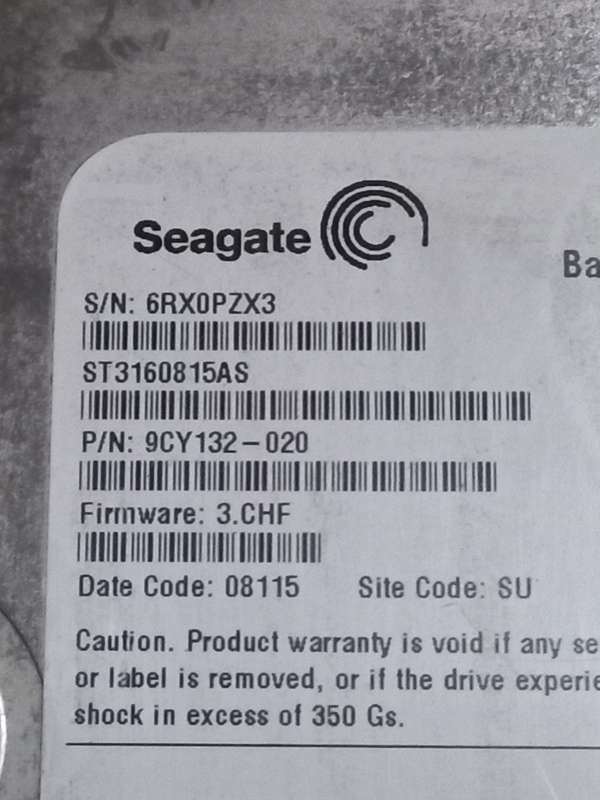 Seagate
Ba
S/N: 6RX0PZX3
ST3160815AS
P/N: 9CY132-020
Firmware: 3.CHF
Date Code: 08115 Site Code: SU
Caution. Product warranty is void if any se
or label is removed, or if the drive experie
shock in excess of 350 Gs.